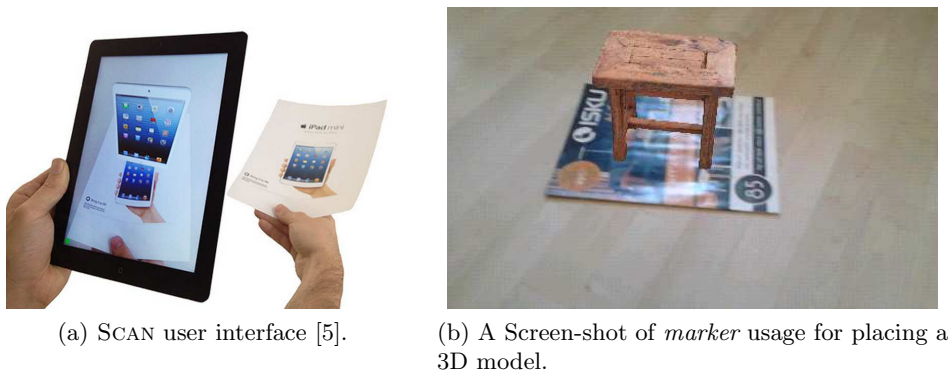 iPad mini
ISKU
85
(a) SCAN user interface [5].
(b) A Screen-shot of marker usage for placing a
3D model.